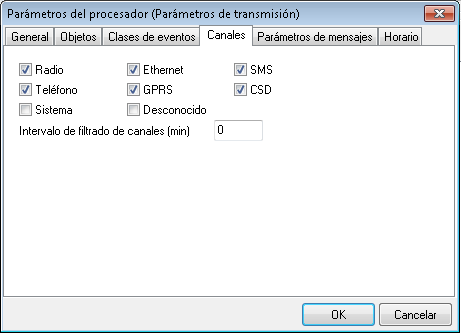 Parámetros del procesador (Parámetros de transmisión)
General Objetos Clases de eventos Canales Parámetros de mensajes Horario
Radio Ethernet SMS
Teléfono GPRS CSD
Sistema Desconocido
Intervalo de filtrado de canales (min) 0
OK Cancelar